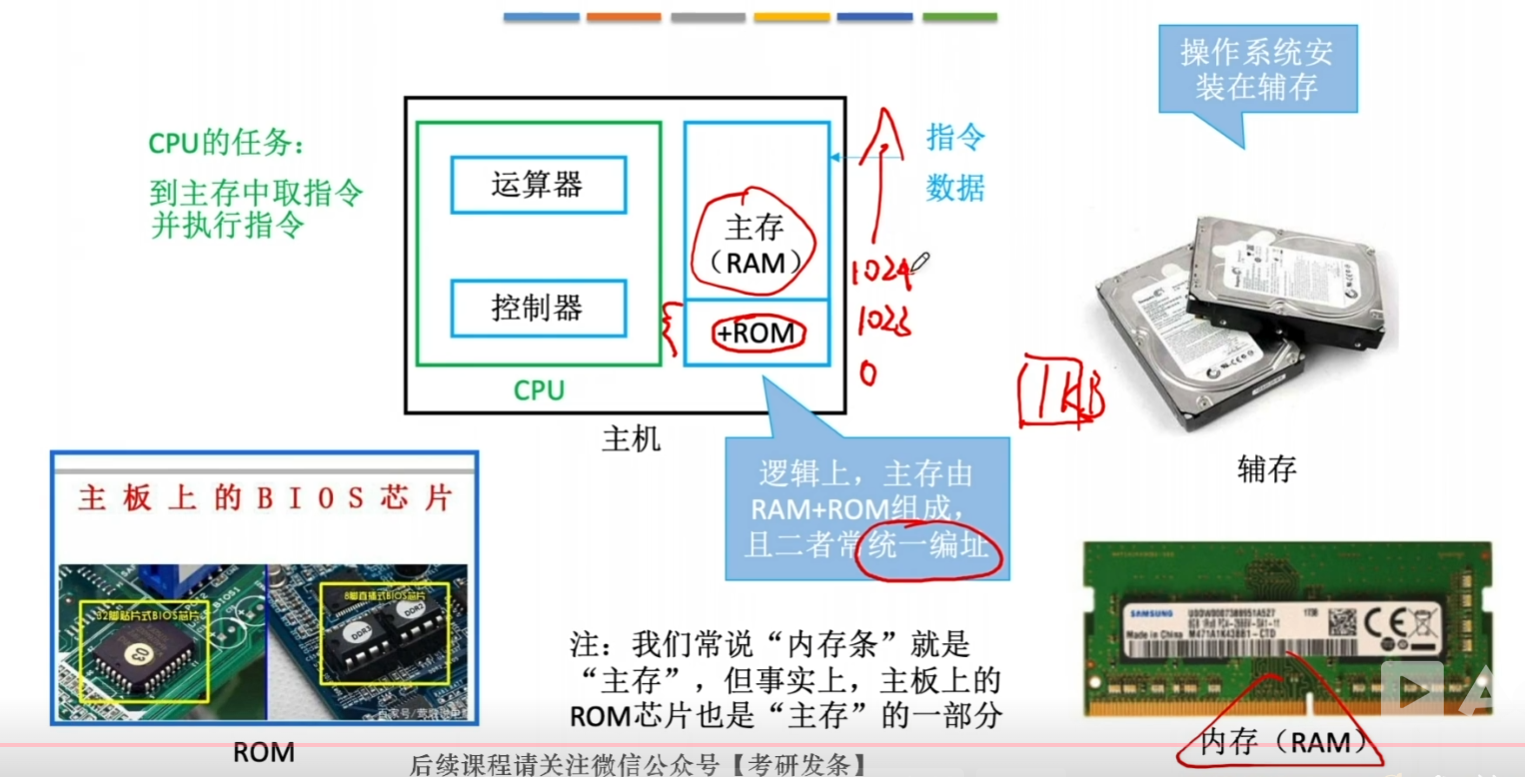 操作系统安
装在辅存
CPU的任务：
到主存中取指令
并执行指令
运算器
控制器
CPU
主存
（RAM）
+ROM
主机
指令
数据
1024
1023
0
1KB
辅存
逻辑上，主存由
RAM+ROM组成，
且二者常统一编址
主板上的BIOS芯片
32脚贴片式BIOS芯片
8脚直插式BIOS芯片
ROM
注：我们常说“内存条”就是
“主存”，但事实上，主板上的
ROM芯片也是“主存”的一部分
SAMSUNG
Made in China
M471A1K43BB1-CTD
内存（RAM）
后续课程请关注微信公众号【考研发条】